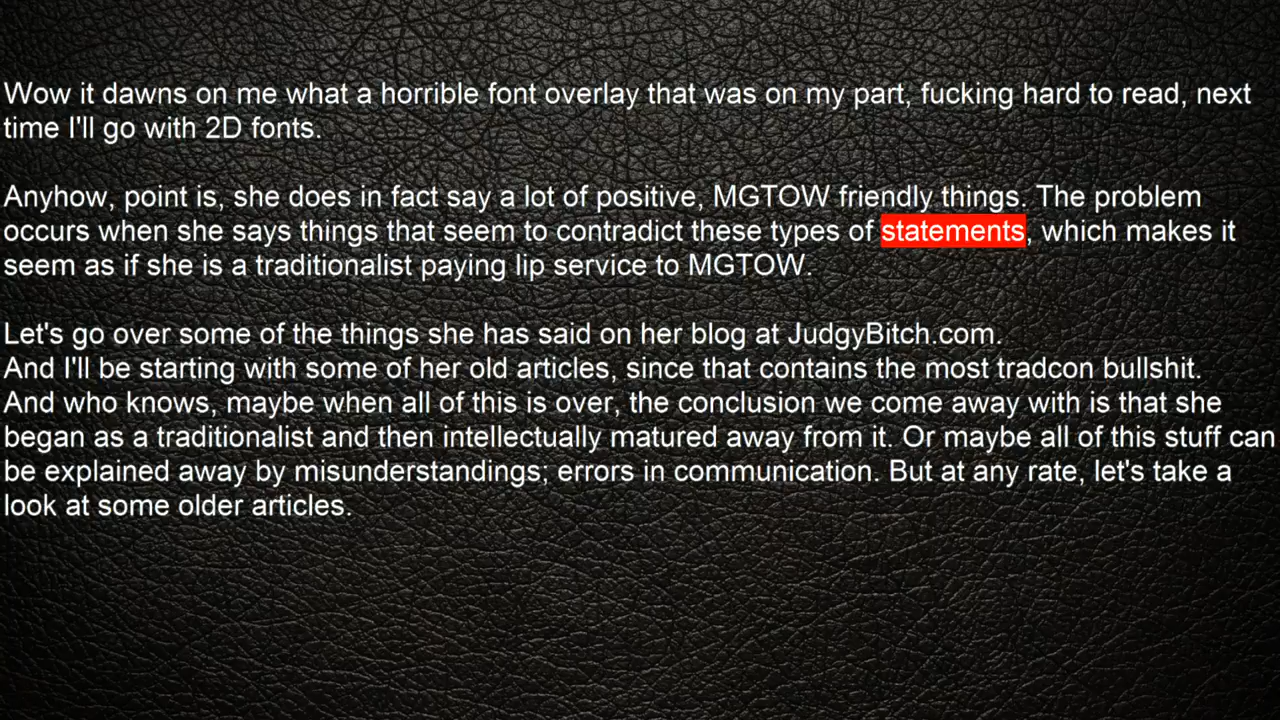 Wow it dawns on me what a horrible font overlay that was on my part, fucking hard to read, next
time I'll go with 2D fonts.
Anyhow, point is, she does in fact say a lot of positive, MGTOW friendly things. The problem
occurs when she says things that seem to contradict these types of statements, which makes it
seem as if she is a traditionalist paying lip service to MGTOW.
Let's go over some of the things she has said on her blog at JudgyBitch.com.
And I'll be starting with some of her old articles, since that contains the most tradcon bullshit.
And who knows, maybe when all of this is over, the conclusion we come away with is that she
began as a traditionalist and then intellectually matured away from it. Or maybe all of this stuff can
be explained away by misunderstandings; errors in communication. But at any rate, let's take a
look at some older articles.